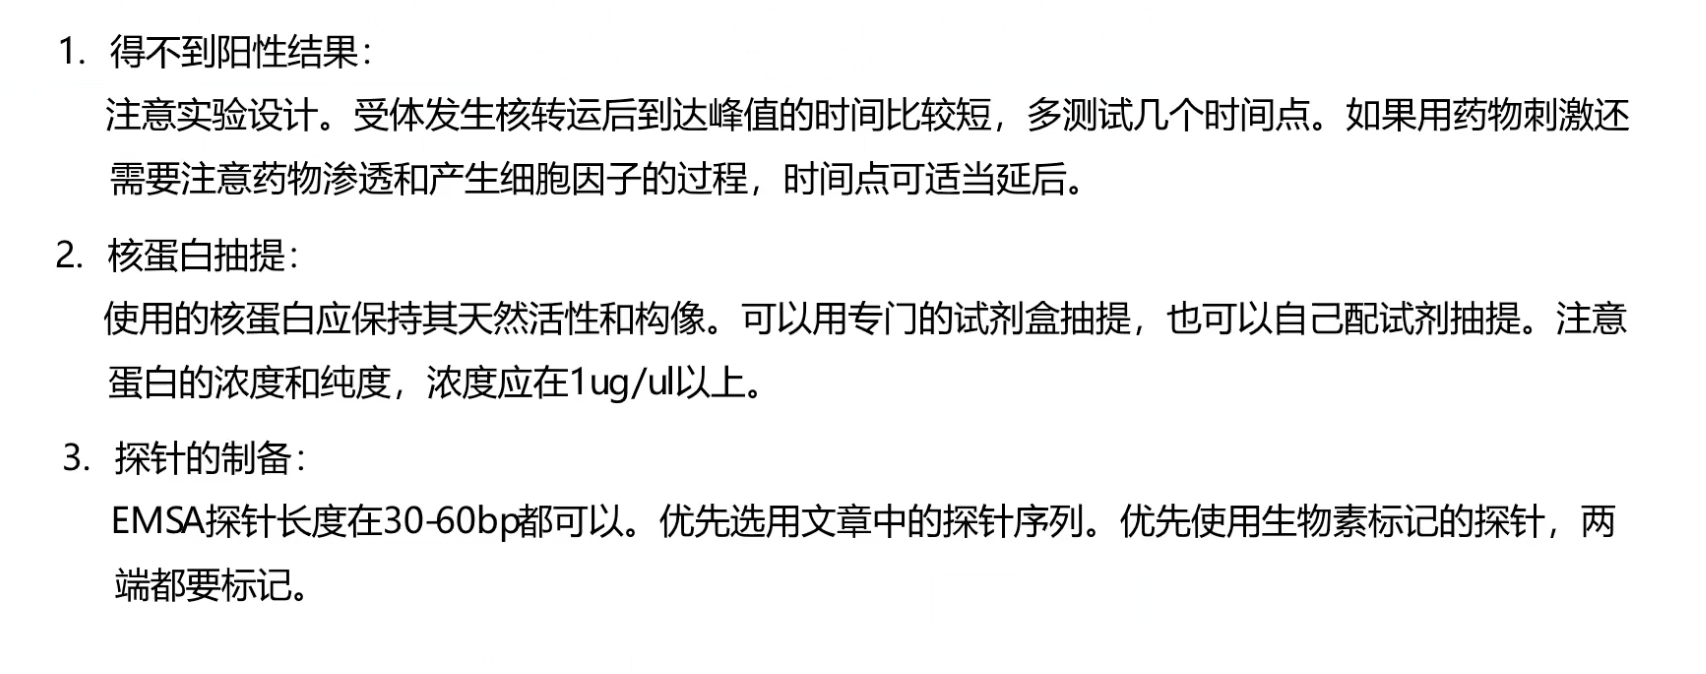 1. 得不到阳性结果：
注意实验设计。受体发生核转运后到达峰值的时间比较短，多测试几个时间点。如果用药物刺激还
需要注意药物渗透和产生细胞因子的过程，时间点可适当延后。
2. 核蛋白抽提：
使用的核蛋白应保持其天然活性和构像。可以用专门的试剂盒抽提，也可以自己配试剂抽提。注意
蛋白的浓度和纯度，浓度应在1ug/ul以上。
3. 探针的制备：
EMSA探针长度在30-60bp都可以。优先选用文章中的探针序列。优先使用生物素标记的探针，两
端都要标记。